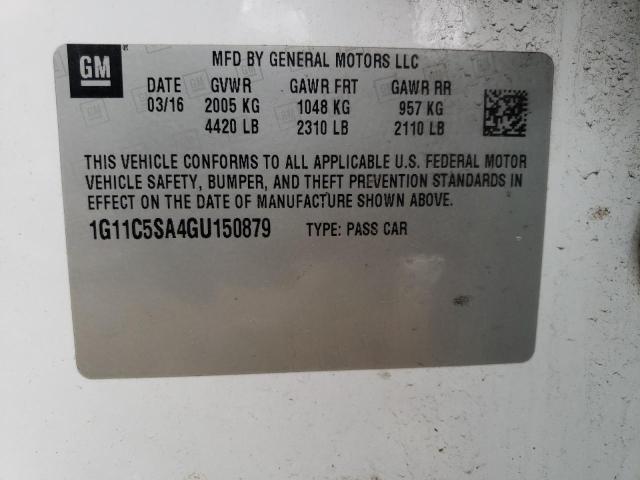 GM
MFD BY GENERAL MOTORS LLC
DATE GVWR GAWR FRT GAWR RR
03/16 2005 KG 1048 KG 957 KG
4420 LB 2310 LB 2110 LB
THIS VEHICLE CONFORMS TO ALL APPLICABLE U.S. FEDERAL MOTOR
VEHICLE SAFETY, BUMPER, AND THEFT PREVENTION STANDARDS IN
EFFECT ON THE DATE OF MANUFACTURE SHOWN ABOVE.
1G11C5SA4GU150879 TYPE: PASS CAR